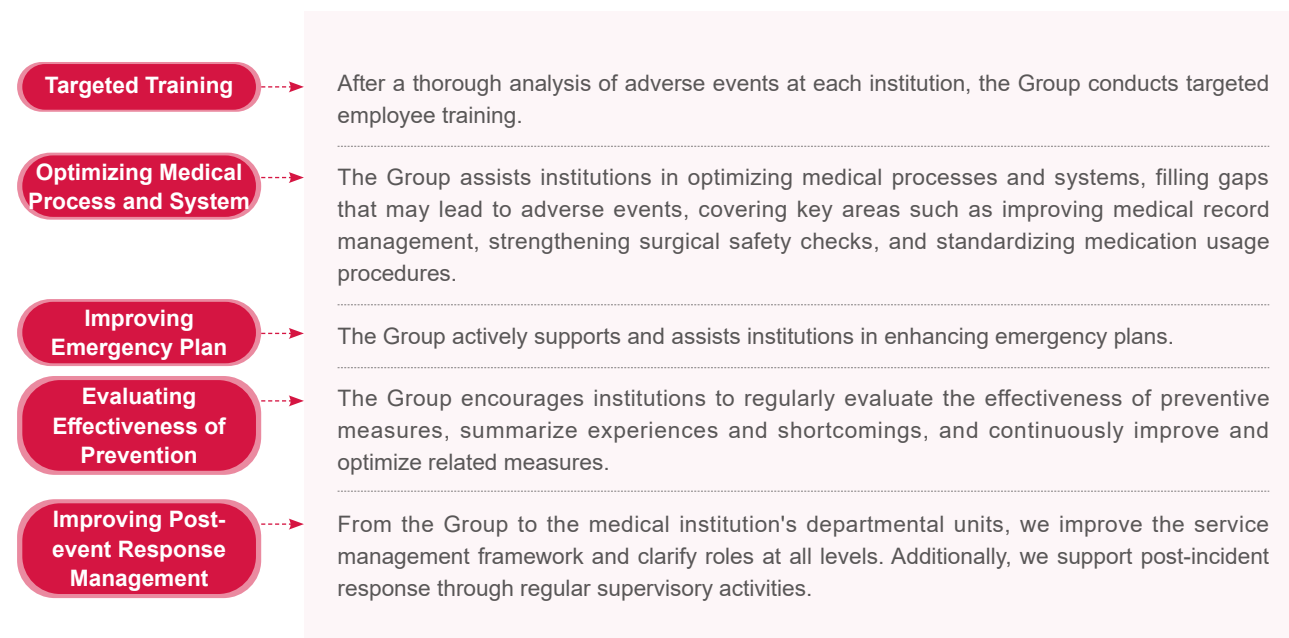 Targeted Training
After a thorough analysis of adverse events at each institution, the Group conducts targeted
employee training.
Optimizing Medical
Process and System
The Group assists institutions in optimizing medical processes and systems, filling gaps
that may lead to adverse events, covering key areas such as improving medical record
management, strengthening surgical safety checks, and standardizing medication usage
procedures.
Improving
Emergency Plan
The Group actively supports and assists institutions in enhancing emergency plans.
Evaluating
Effectiveness of
Prevention
The Group encourages institutions to regularly evaluate the effectiveness of preventive
measures, summarize experiences and shortcomings, and continuously improve and
optimize related measures.
Improving Post-
event Response
Management
From the Group to the medical institution's departmental units, we improve the service
management framework and clarify roles at all levels. Additionally, we support post-incident
response through regular supervisory activities.